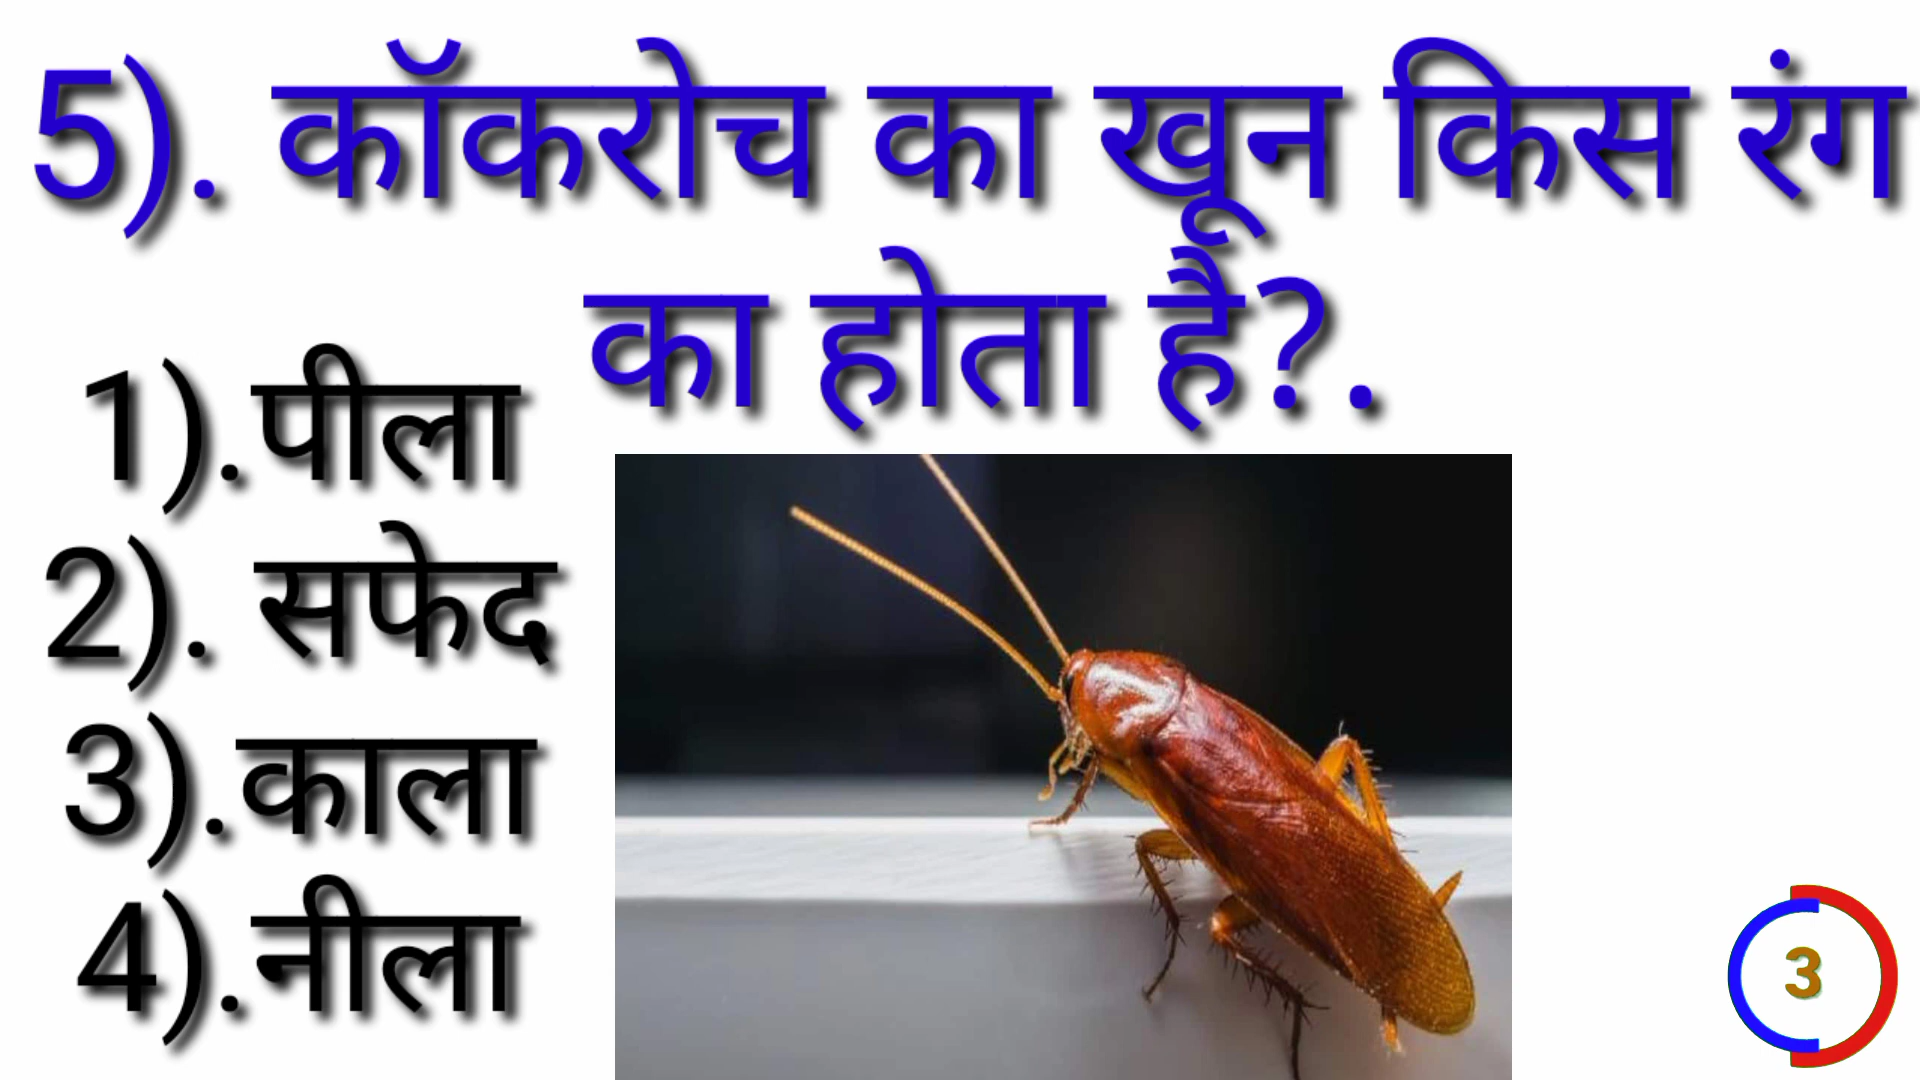 5). कॉकरोच का खून किस रंग
का होता है?.
1).पीला
2). सफेद
3).काला
4).नीला
3